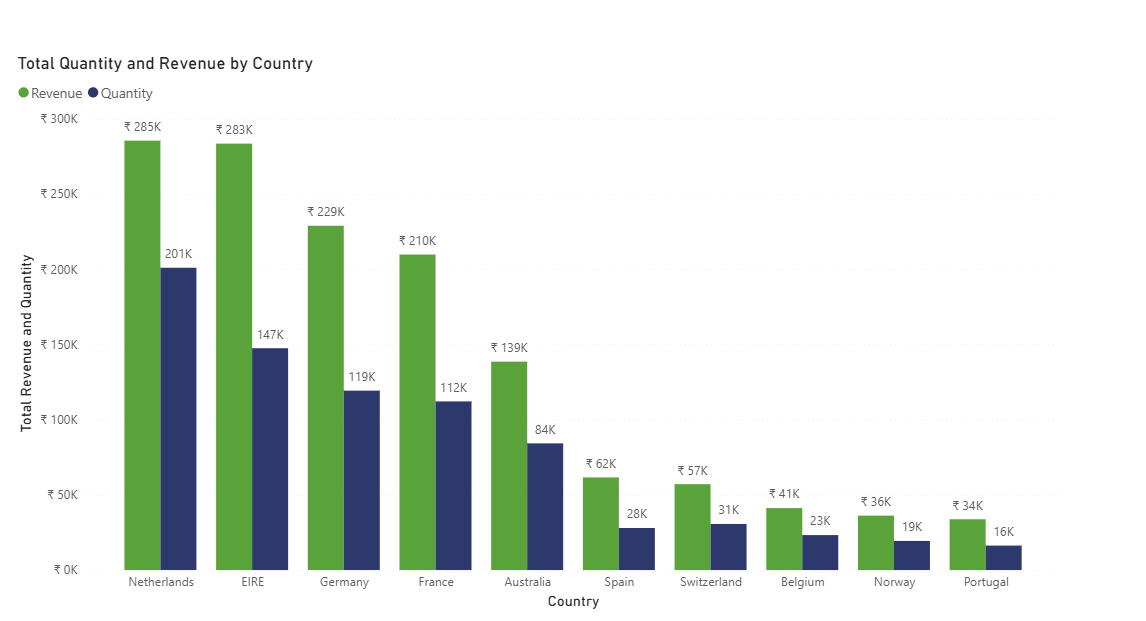 Total Quantity and Revenue by Country
Revenue Quantity
₹ 300K
₹ 250K
₹ 200K
₹ 150K
₹ 100K
₹ 50K
₹ 0K
Total Revenue and Quantity
₹ 285K
201K
₹ 283K
147K
₹ 229K
119K
₹ 210K
112K
₹ 139K
84K
₹ 62K
28K
₹ 57K
31K
₹ 41K
23K
₹ 36K
19K
₹ 34K
16K
Netherlands EIRE Germany France Australia Spain Switzerland Belgium Norway Portugal
Country